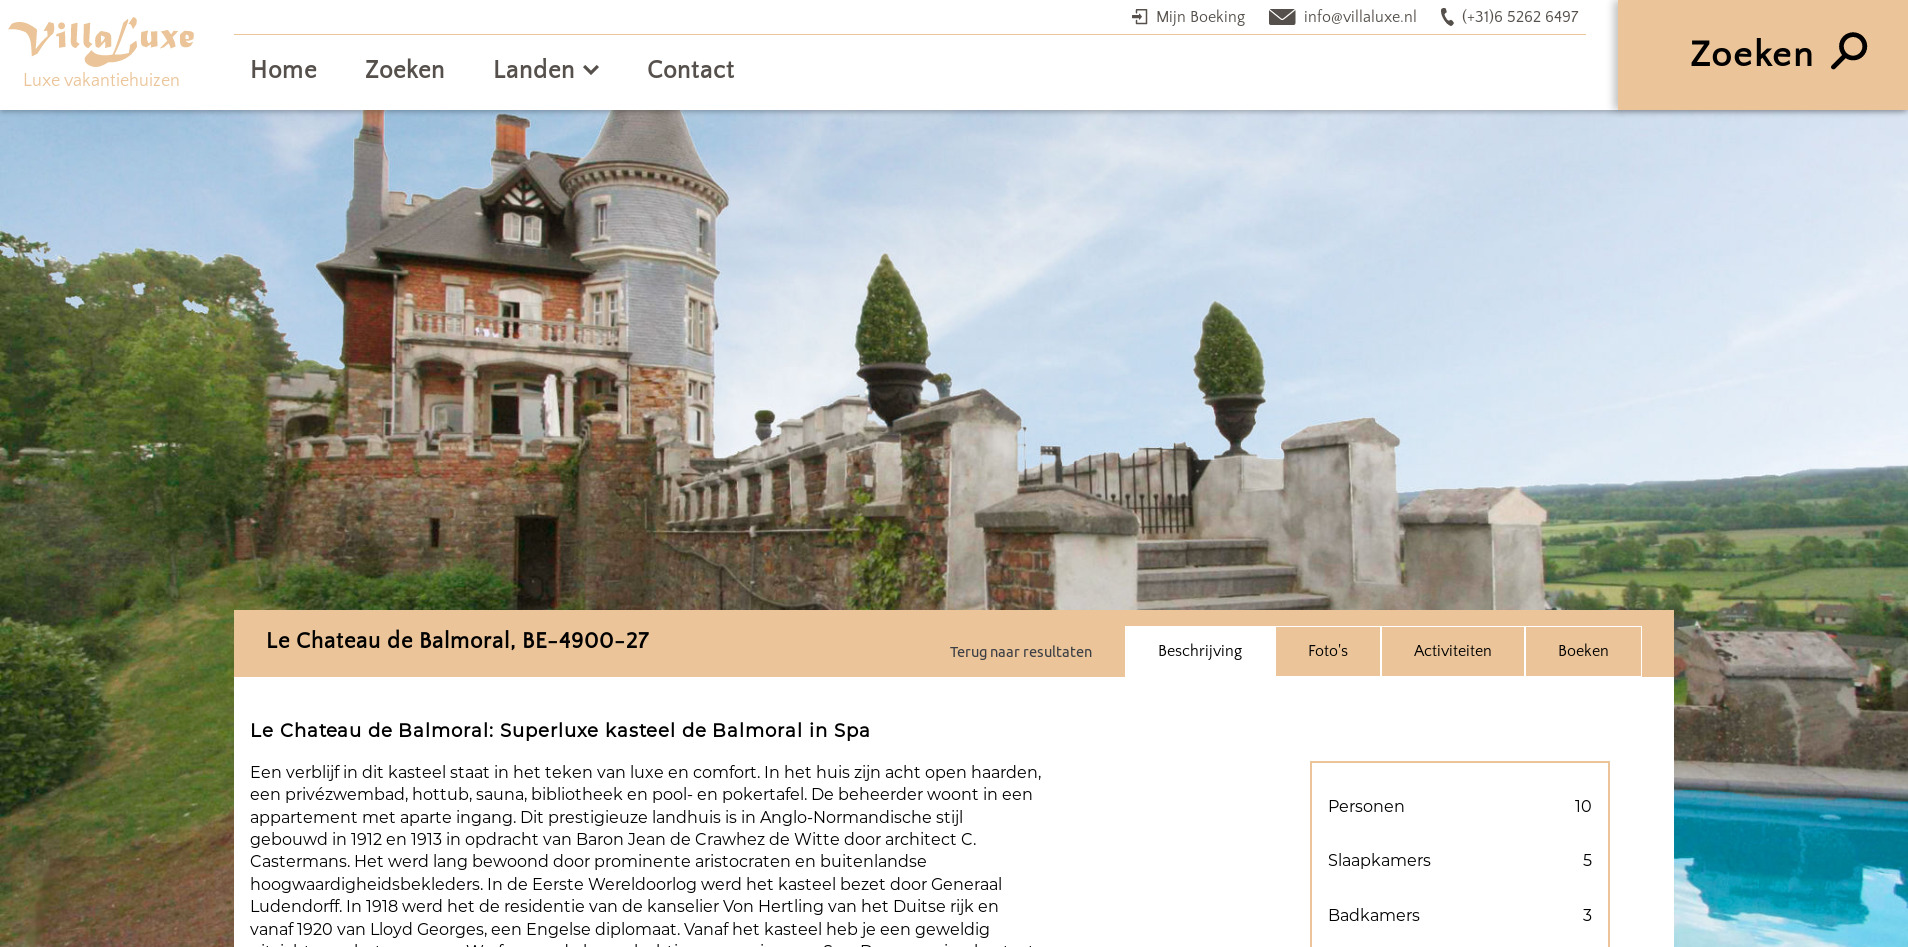 VillaLuxe
Luxe vakantiehuizen
Mijn Boeking
info@villaluxe.nl
(+31)6 5262 6497
Home
Zoeken
Landen
Contact
Zoeken
Le Chateau de Balmoral, BE-4900-27
Terug naar resultaten
Beschrijving
Foto's
Activiteiten
Boeken
Le Chateau de Balmoral: Superluxe kasteel de Balmoral in Spa
Een verblijf in dit kasteel staat in het teken van luxe en comfort. In het huis zijn acht open haarden,
een privézwembad, hottub, sauna, bibliotheek en pool- en pokertafel. De beheerder woont in een
appartement met aparte ingang. Dit prestigieuze landhuis is in Anglo-Normandische stijl
gebouwd in 1912 en 1913 in opdracht van Baron Jean de Crawhez de Witte door architect C.
Castermans. Het werd lang bewoond door prominente aristocraten en buitenlandse
hoogwaardigheidsbekleders. In de Eerste Wereldoorlog werd het kasteel bezet door Generaal
Ludendorff. In 1918 werd het de residentie van de kanselier Von Hertling van het Duitse rijk en
vanaf 1920 van Lloyd Georges, een Engelse diplomaat. Vanaf het kasteel heb je een geweldig
Personen 10
Slaapkamers 5
Badkamers 3